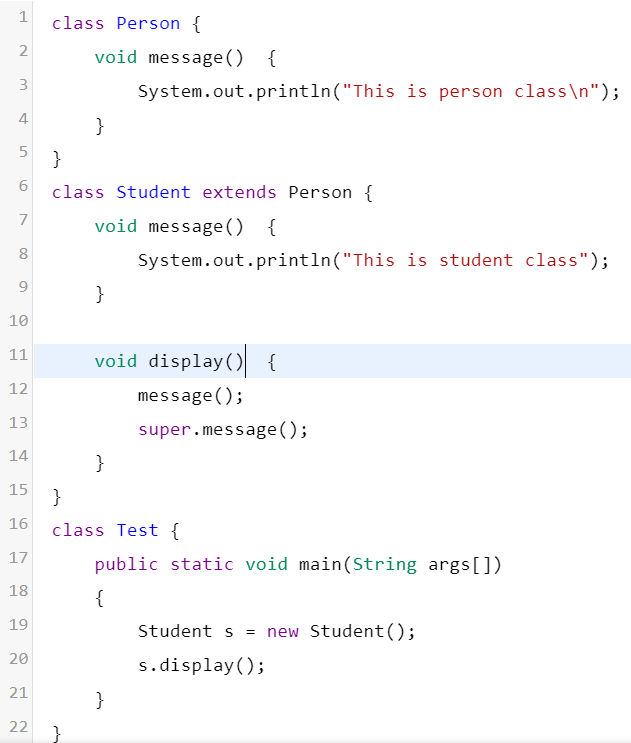 1 class Person {
2     void message()  {
3         System.out.println("This is person class\n");
4     }
5 }
6 class Student extends Person {
7     void message()  {
8         System.out.println("This is student class");
9     }
10
11     void display()  {
12         message();
13         super.message();
14     }
15 }
16 class Test {
17     public static void main(String args[])
18     {
19         Student s = new Student();
20         s.display();
21     }
22 }